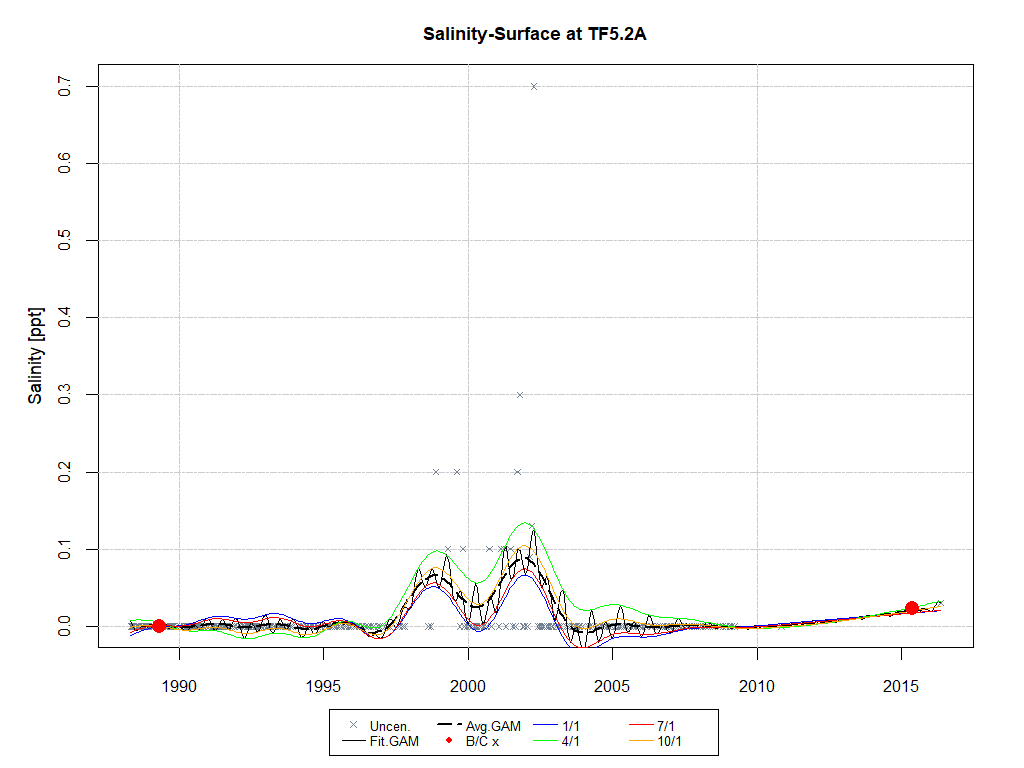 Salinity-Surface at TF5.2A
0.7
0.6
0.5
0.4
0.3
0.2
0.1
0.0
Salinity [ppt]
1990 1995 2000 2005 2010 2015
Uncen. Avg.GAM 1/1 7/1
Fit.GAM B/C x 4/1 10/1